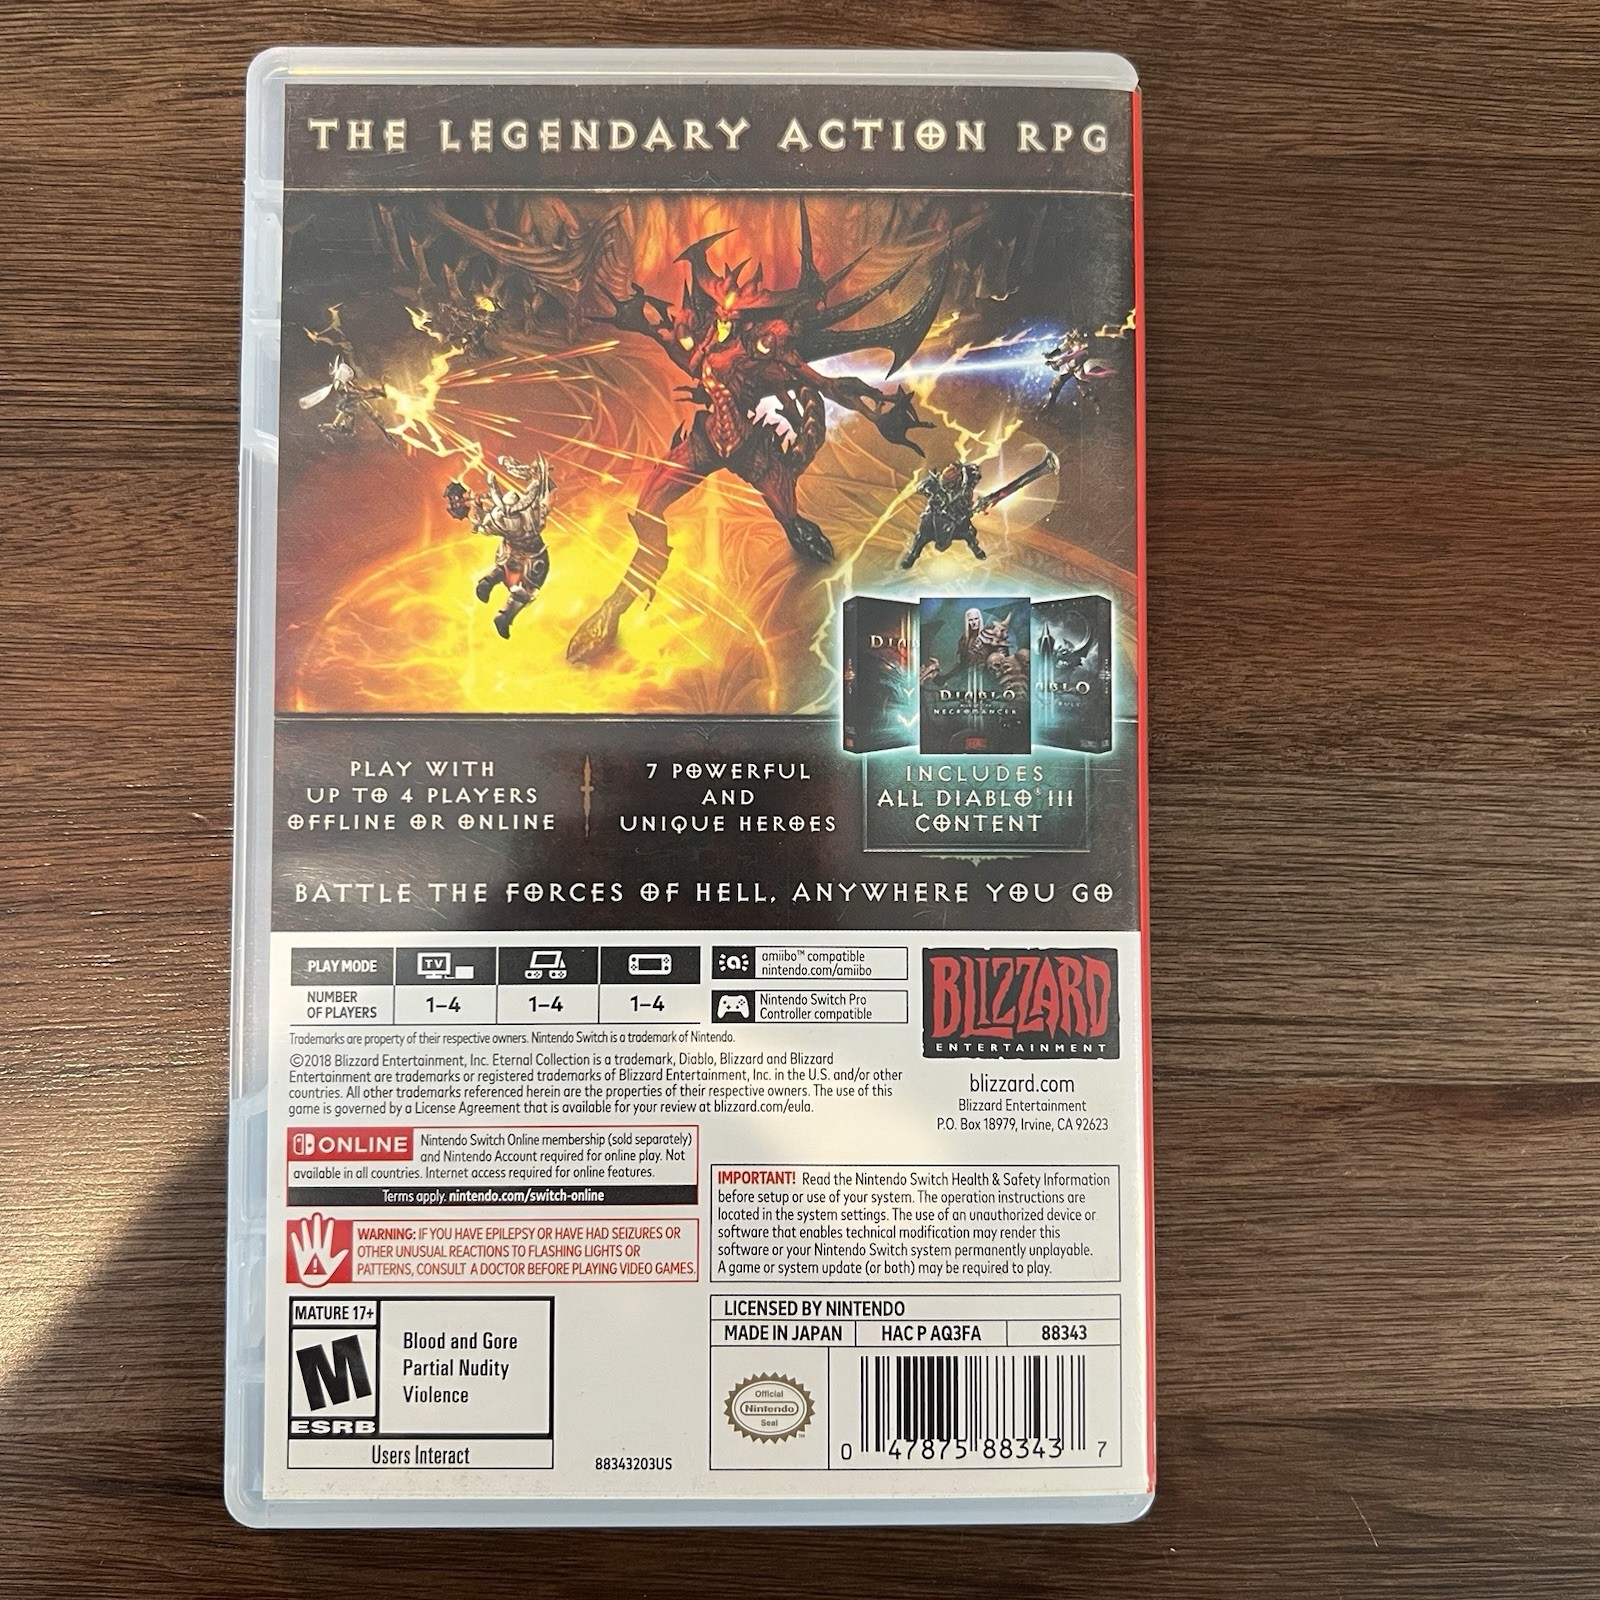 THE LEGENDARY ACTION RPG
DIABLO
NECROMANCER
PLAY WITH
UP TO 4 PLAYERS
OFFLINE OR ONLINE
7 POWERFUL
AND
UNIQUE HEROES
INCLUDES
ALL DIABLO® III
CONTENT
BATTLE THE FORCES OF HELL, ANYWHERE YOU GO
PLAY MODE
TV
NUMBER
OF PLAYERS
1–4
1–4
1–4
amiibo™ compatible
nintendo.com/amiibo
Nintendo Switch Pro
Controller compatible
BLIZZARD
ENTERTAINMENT
blizzard.com
Blizzard Entertainment
P.O. Box 18979, Irvine, CA 92623
Trademarks are property of their respective owners. Nintendo Switch is a trademark of Nintendo.
©2018 Blizzard Entertainment, Inc. Eternal Collection is a trademark, Diablo, Blizzard and Blizzard
Entertainment are trademarks or registered trademarks of Blizzard Entertainment, Inc. in the U.S. and/or other
countries. All other trademarks referenced herein are the properties of their respective owners. The use of this
game is governed by a License Agreement that is available for your review at blizzard.com/eula.
ONLINE
Nintendo Switch Online membership (sold separately)
and Nintendo Account required for online play. Not
available in all countries. Internet access required for online features.
Terms apply. nintendo.com/switch-online
WARNING: IF YOU HAVE EPILEPSY OR HAVE HAD SEIZURES OR
OTHER UNUSUAL REACTIONS TO FLASHING LIGHTS OR
PATTERNS, CONSULT A DOCTOR BEFORE PLAYING VIDEO GAMES.
IMPORTANT! Read the Nintendo Switch Health & Safety Information
before setup or use of your system. The operation instructions are
located in the system settings. The use of an unauthorized device or
software that enables technical modification may render this
software or your Nintendo Switch system permanently unplayable.
A game or system update (or both) may be required to play.
MATURE 17+
M
ESRB
Blood and Gore
Partial Nudity
Violence
Users Interact
88343203US
LICENSED BY NINTENDO
MADE IN JAPAN
HAC P AQ3FA
88343
Official
Nintendo
Seal
0 47875 88343 7